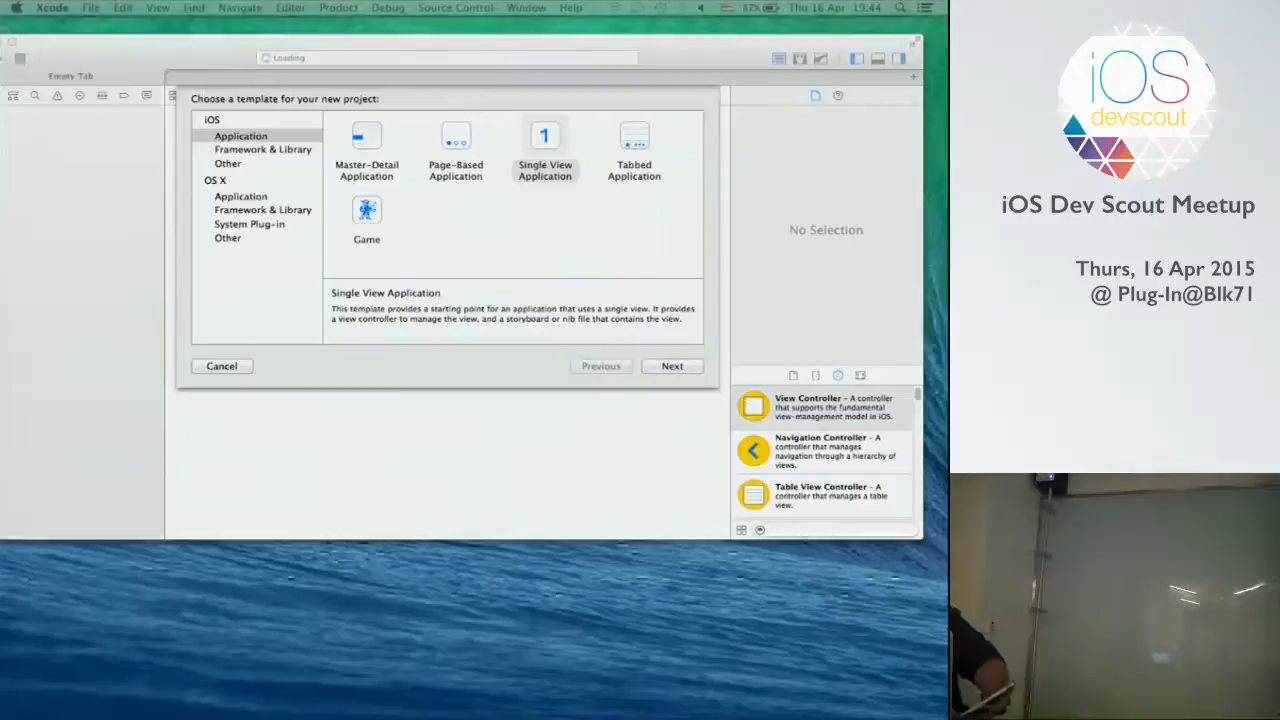 Xcode File Edit View Find Navigate Editor Product Debug Source Control Window Help 87% Thu 16 Apr 19:44
Loading
Empty Tab
Choose a template for your new project:
iOS
Application
Framework & Library
Other
OS X
Application
Framework & Library
System Plug-in
Other
Master-Detail
Application
Page-Based
Application
1
Single View
Application
Tabbed
Application
Game
Single View Application
This template provides a starting point for an application that uses a single view. It provides
a view controller to manage the view, and a storyboard or nib file that contains the view.
Cancel
Previous
Next
No Selection
View Controller - A controller
that supports the fundamental
view-management model in iOS.
Navigation Controller - A
controller that manages
navigation through a hierarchy of
views.
Table View Controller - A
controller that manages a table
view.
iOS
devscout
iOS Dev Scout Meetup
Thurs, 16 Apr 2015
@ Plug-In@Blk71